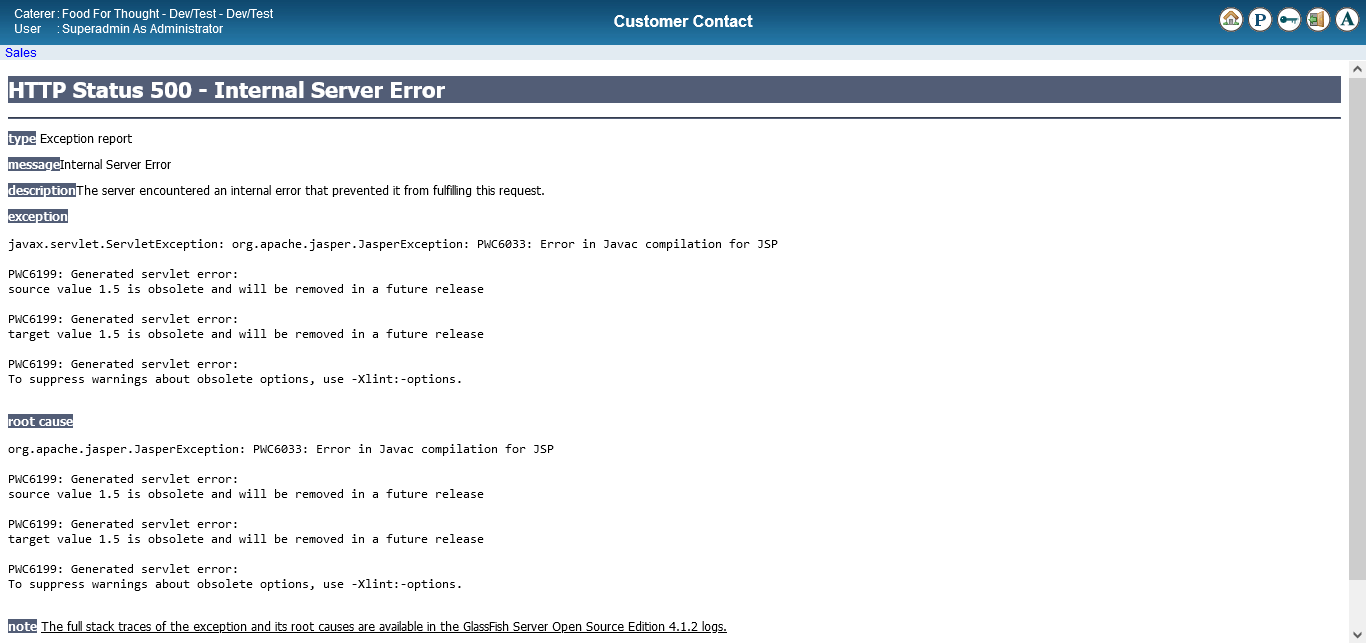 Caterer : Food For Thought - Dev/Test - Dev/Test
User : Superadmin As Administrator
Customer Contact
P
A
Sales
HTTP Status 500 - Internal Server Error
type Exception report
messageInternal Server Error
descriptionThe server encountered an internal error that prevented it from fulfilling this request.
exception
javax.servlet.ServletException: org.apache.jasper.JasperException: PWC6033: Error in Javac compilation for JSP
PWC6199: Generated servlet error:
source value 1.5 is obsolete and will be removed in a future release
PWC6199: Generated servlet error:
target value 1.5 is obsolete and will be removed in a future release
PWC6199: Generated servlet error:
To suppress warnings about obsolete options, use -Xlint:-options.
root cause
org.apache.jasper.JasperException: PWC6033: Error in Javac compilation for JSP
PWC6199: Generated servlet error:
source value 1.5 is obsolete and will be removed in a future release
PWC6199: Generated servlet error:
target value 1.5 is obsolete and will be removed in a future release
PWC6199: Generated servlet error:
To suppress warnings about obsolete options, use -Xlint:-options.
note The full stack traces of the exception and its root causes are available in the GlassFish Server Open Source Edition 4.1.2 logs.